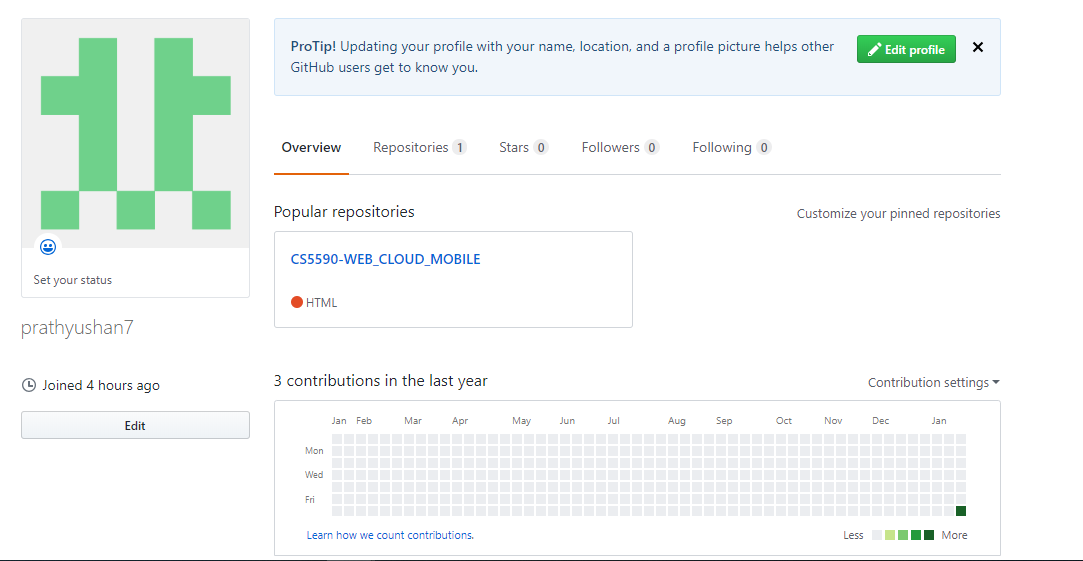 ProTip! Updating your profile with your name, location, and a profile picture helps other
GitHub users get to know you.
Edit profile
Set your status
prathyushan7
Joined 4 hours ago
Edit
Overview Repositories 1 Stars 0 Followers 0 Following 0
Popular repositories
Customize your pinned repositories
CS5590-WEB_CLOUD_MOBILE
HTML
3 contributions in the last year
Contribution settings
Jan Feb Mar Apr May Jun Jul Aug Sep Oct Nov Dec Jan
Mon
Wed
Fri
Learn how we count contributions.
Less More